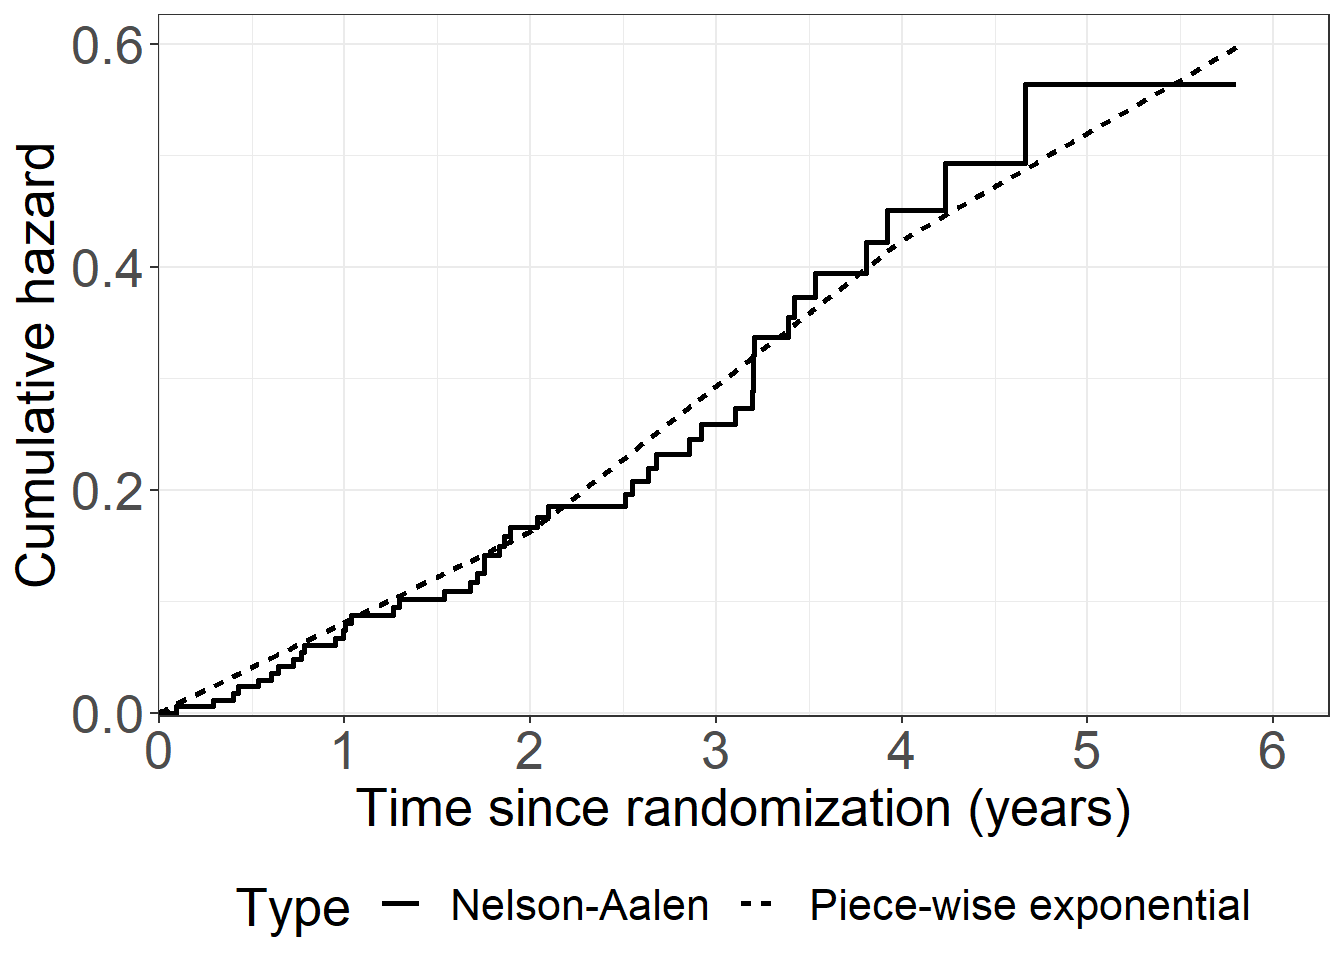 Cumulative hazard
0.6
0.4
0.2
0.0
0 1 2 3 4 5 6
Time since randomization (years)
Type Nelson-Aalen Piece-wise exponential